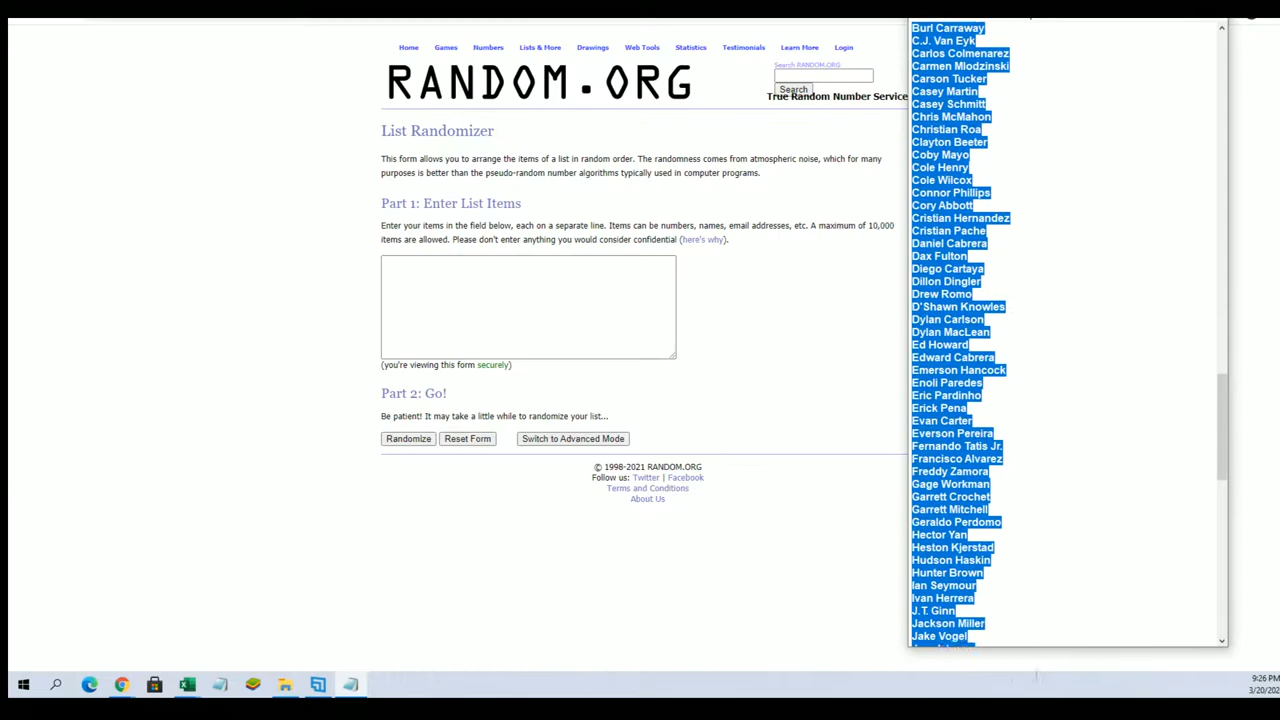 Home Games Numbers Lists & More Drawings Web Tools Statistics Testimonials Learn More Login
RANDOM.ORG
Search RANDOM.ORG
Search
True Random Number Service
List Randomizer
This form allows you to arrange the items of a list in random order. The randomness comes from atmospheric noise, which for many
purposes is better than the pseudo-random number algorithms typically used in computer programs.
Part 1: Enter List Items
Enter your items in the field below, each on a separate line. Items can be numbers, names, email addresses, etc. A maximum of 10,000
items are allowed. Please don't enter anything you would consider confidential (here's why).
(you're viewing this form securely)
Part 2: Go!
Be patient! It may take a little while to randomize your list...
Randomize Reset Form Switch to Advanced Mode
© 1998-2021 RANDOM.ORG
Follow us: Twitter | Facebook
Terms and Conditions
About Us
Burl Carraway
C.J. Van Eyk
Carlos Colmenarez
Carmen Mlodzinski
Carson Tucker
Casey Martin
Casey Schmitt
Chris McMahon
Christian Roa
Clayton Beeter
Coby Mayo
Cole Henry
Cole Wilcox
Connor Phillips
Cory Abbott
Cristian Hernandez
Cristian Pache
Daniel Cabrera
Dax Fulton
Diego Cartaya
Dillon Dingler
Drew Romo
D'Shawn Knowles
Dylan Carlson
Dylan MacLean
Ed Howard
Edward Cabrera
Emerson Hancock
Enoli Paredes
Eric Pardinho
Erick Pena
Evan Carter
Everson Pereira
Fernando Tatis Jr.
Francisco Alvarez
Freddy Zamora
Gage Workman
Garrett Crochet
Garrett Mitchell
Geraldo Perdomo
Hector Yan
Heston Kjerstad
Hudson Haskin
Hunter Brown
Ian Seymour
Ivan Herrera
J.T. Ginn
Jackson Miller
Jake Vogel
9:26 PM
3/20/202